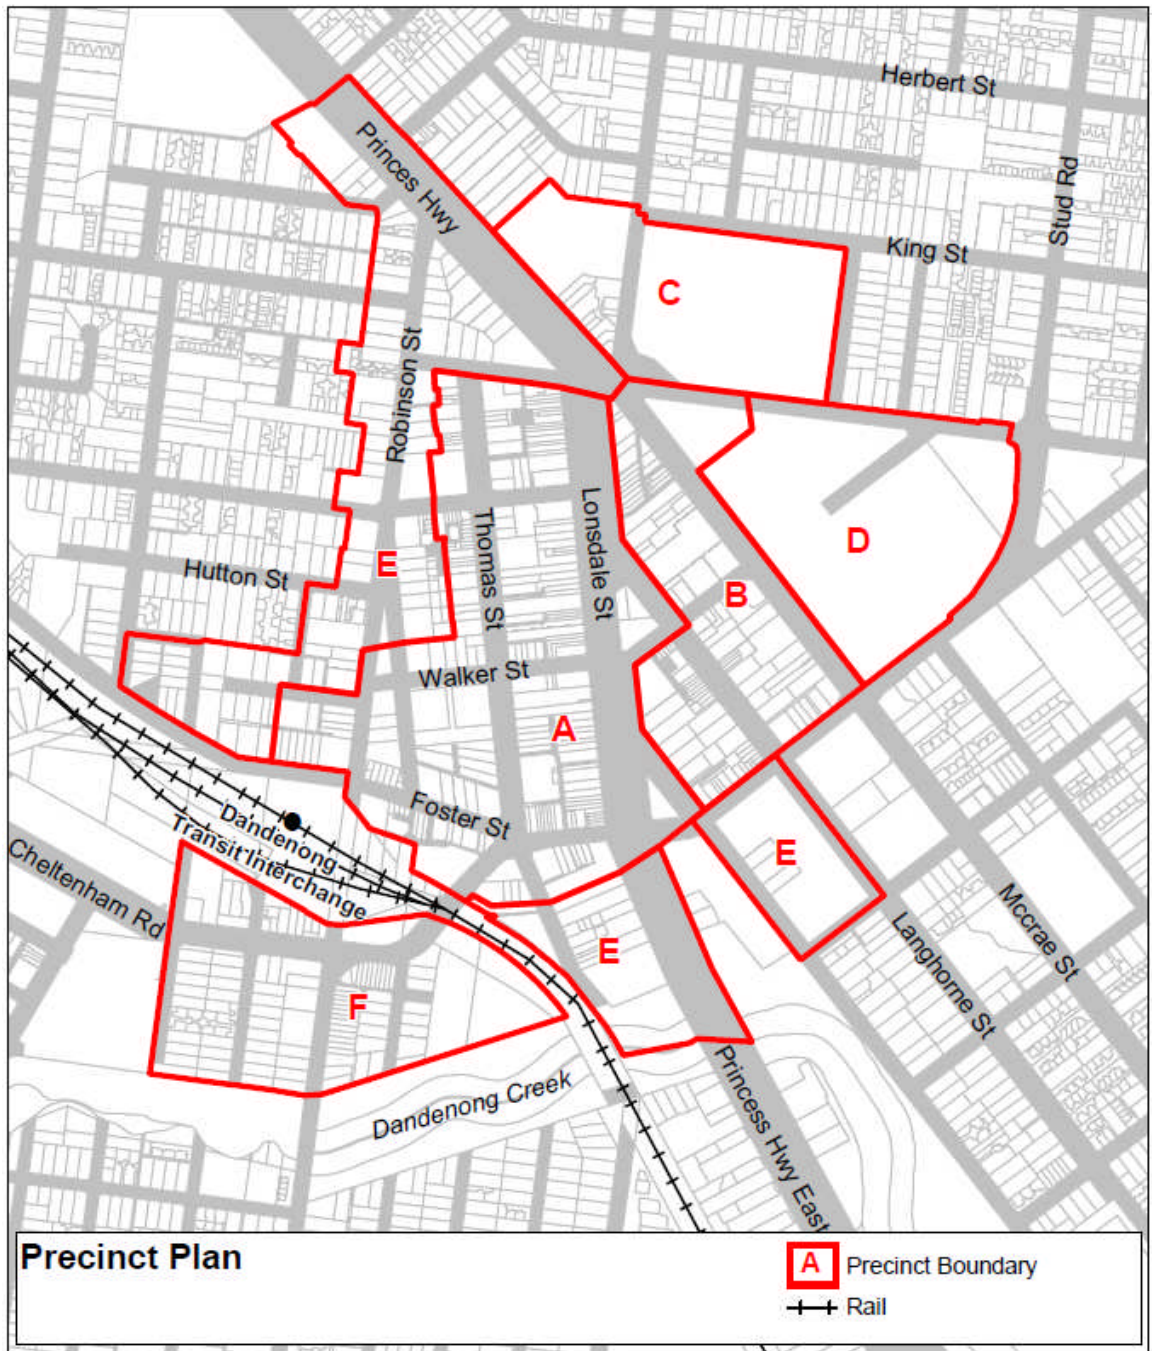 Herbert St
Princes Hwy
Stud Rd
King St
C
Robinson St
Lonsdale St
Thomas St
D
E
Hutton St
B
Walker St
A
Foster St
Dandenong
Transit Interchange
Cheltenham Rd
E
Mccrae St
Langhorne St
E
F
Princess Hwy East
Dandenong Creek
Precinct Plan
A Precinct Boundary
Rail